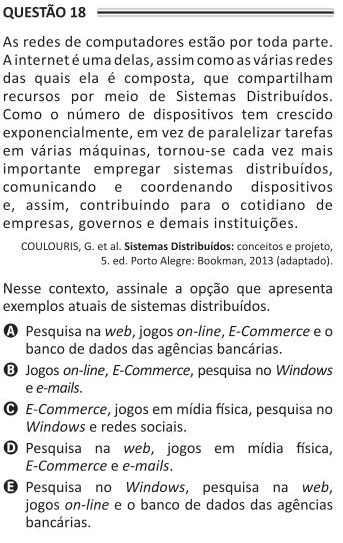 QUESTÃO 18
As redes de computadores estão por toda parte.
A internet é uma delas, assim como as várias redes
das quais ela é composta, que compartilham
recursos por meio de Sistemas Distribuídos.
Como o número de dispositivos tem crescido
exponencialmente, em vez de paralelizar tarefas
em várias máquinas, tornou-se cada vez mais
importante empregar sistemas distribuídos,
comunicando e coordenando dispositivos
e, assim, contribuindo para o cotidiano de
empresas, governos e demais instituições.
COULOURIS, G. et al. Sistemas Distribuídos: conceitos e projeto,
5. ed. Porto Alegre: Bookman, 2013 (adaptado).
Nesse contexto, assinale a opção que apresenta
exemplos atuais de sistemas distribuídos.
A Pesquisa na web, jogos on-line, E-Commerce e o
banco de dados das agências bancárias.
B Jogos on-line, E-Commerce, pesquisa no Windows
e e-mails.
C E-Commerce, jogos em mídia física, pesquisa no
Windows e redes sociais.
D Pesquisa na web, jogos em mídia física,
E-Commerce e e-mails.
E Pesquisa no Windows, pesquisa na web,
jogos on-line e o banco de dados das agências
bancárias.